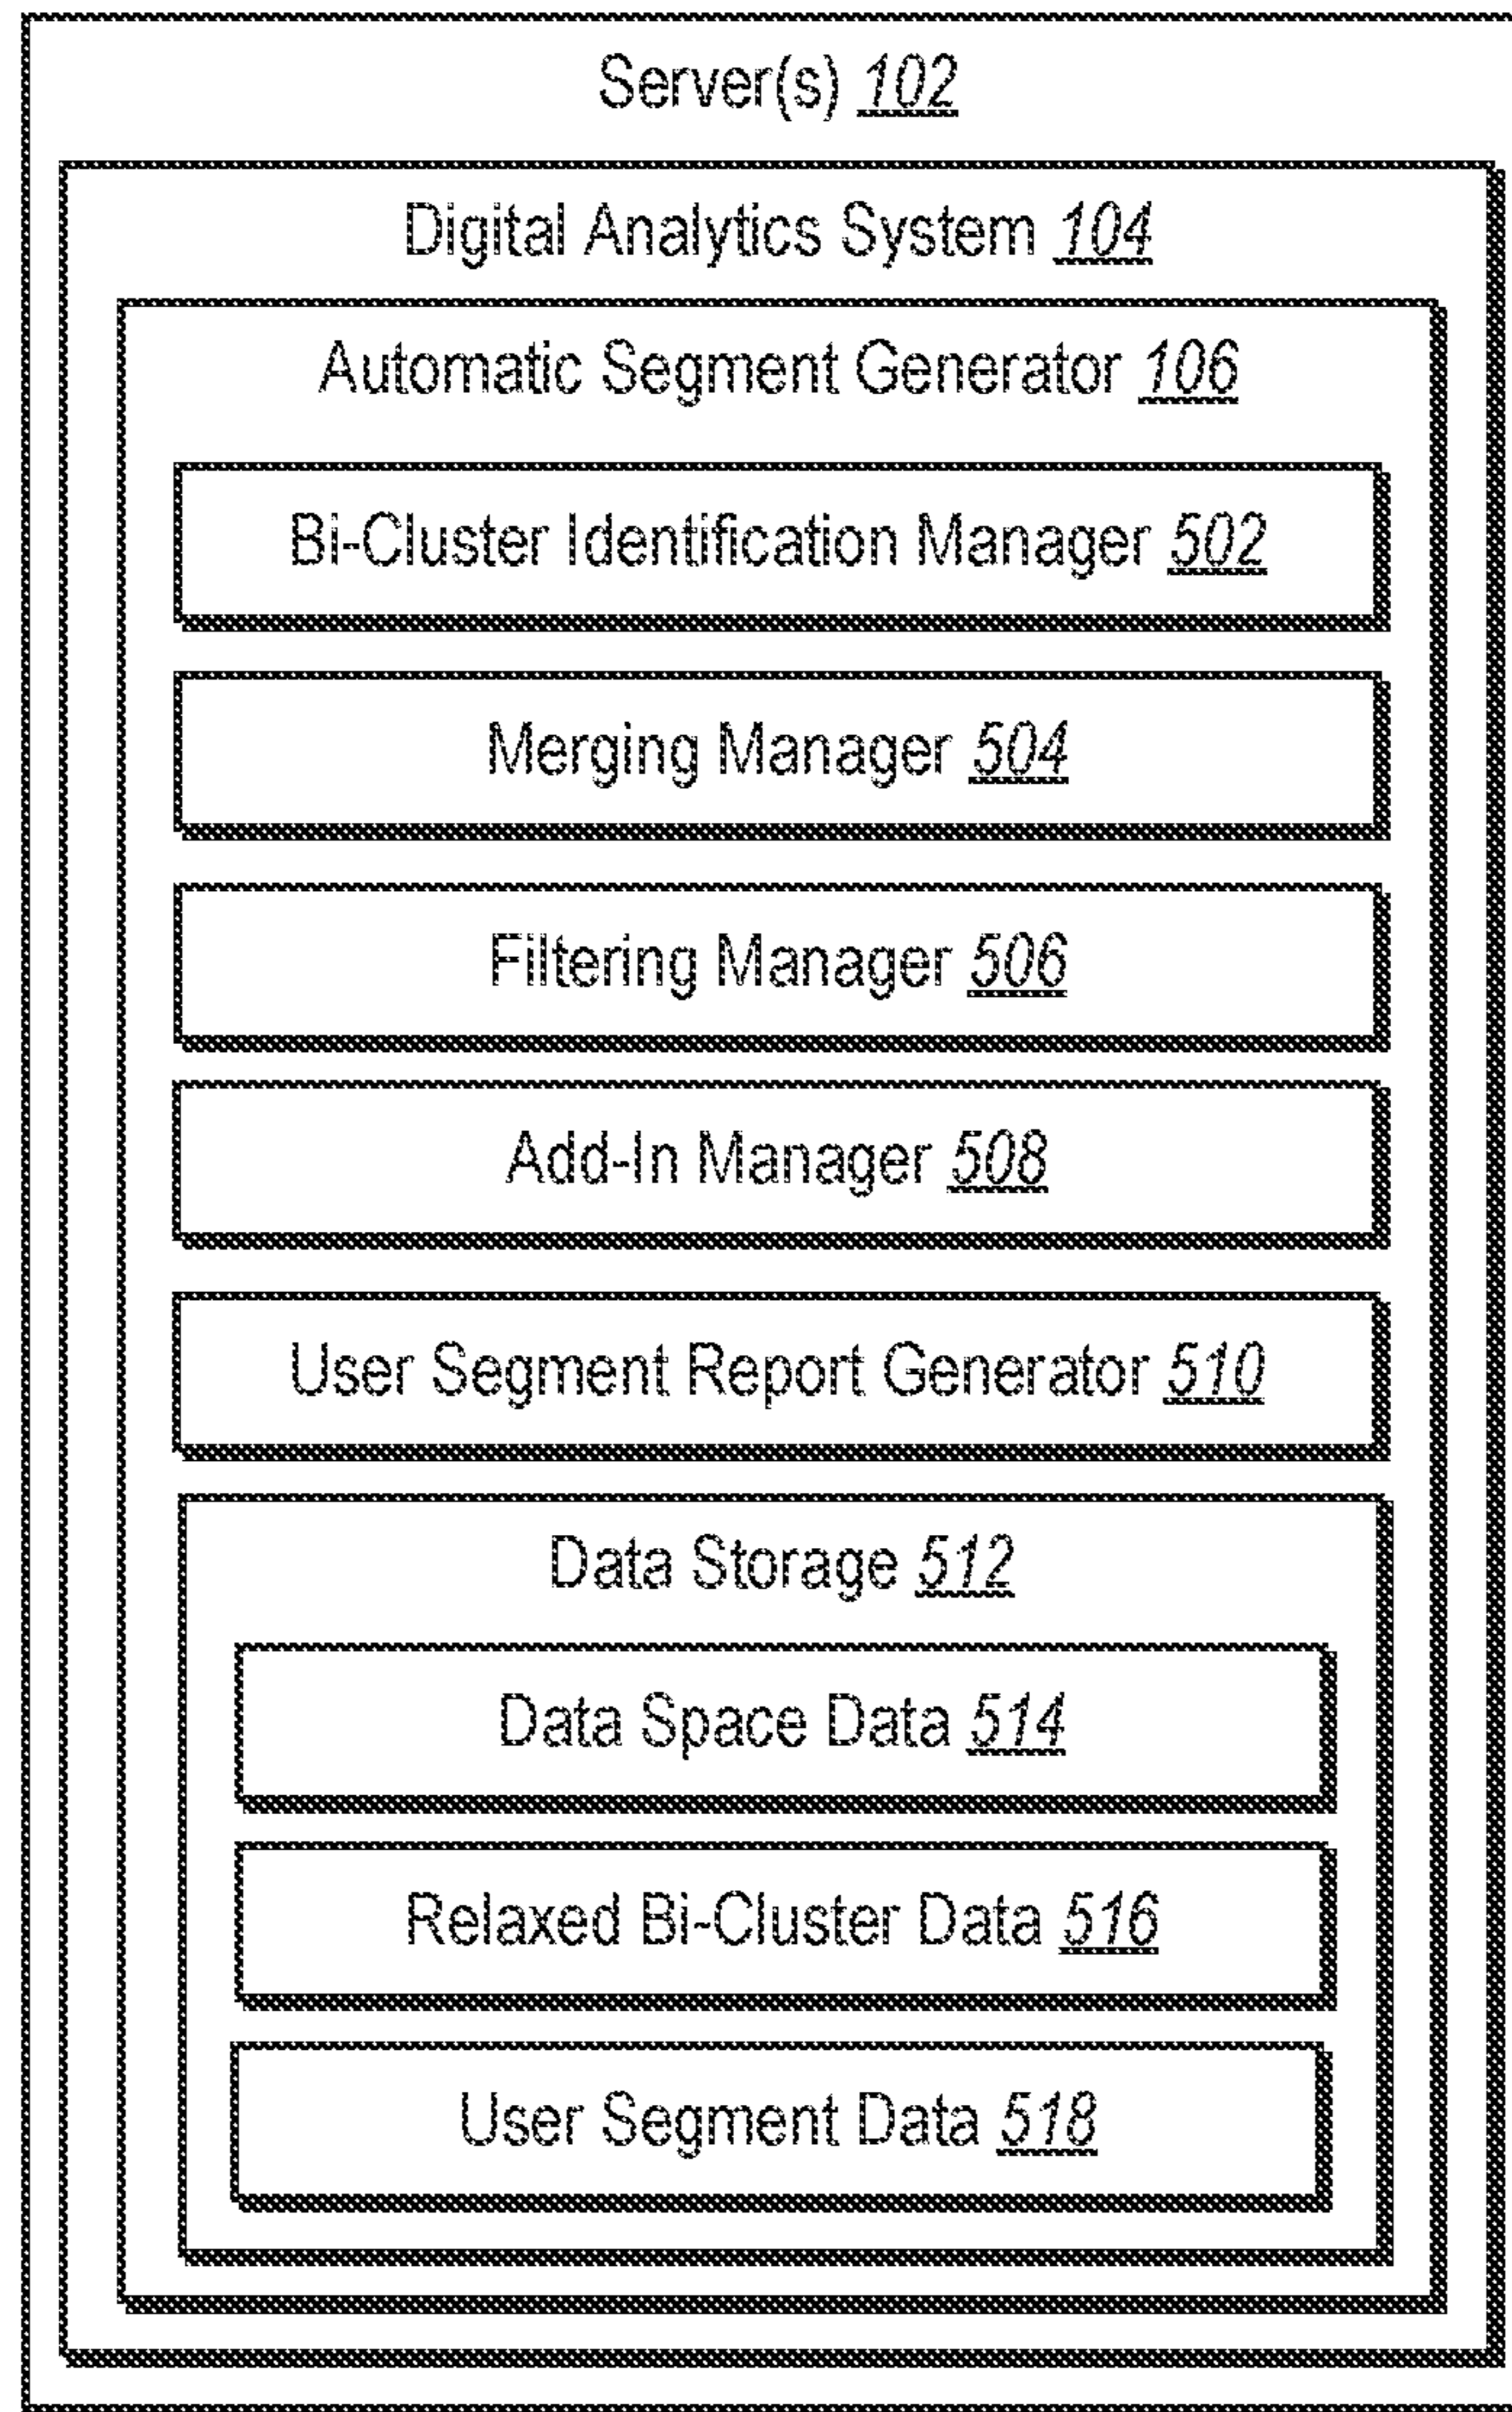 Server(s) 102
Digital Analytics System 104
Automatic Segment Generator 106
Bi-Cluster Identification Manager 502
Merging Manager 504
Filtering Manager 506
Add-In Manager 508
User Segment Report Generator 510
Data Storage 512
Data Space Data 514
Relaxed Bi-Cluster Data 516
User Segment Data 518